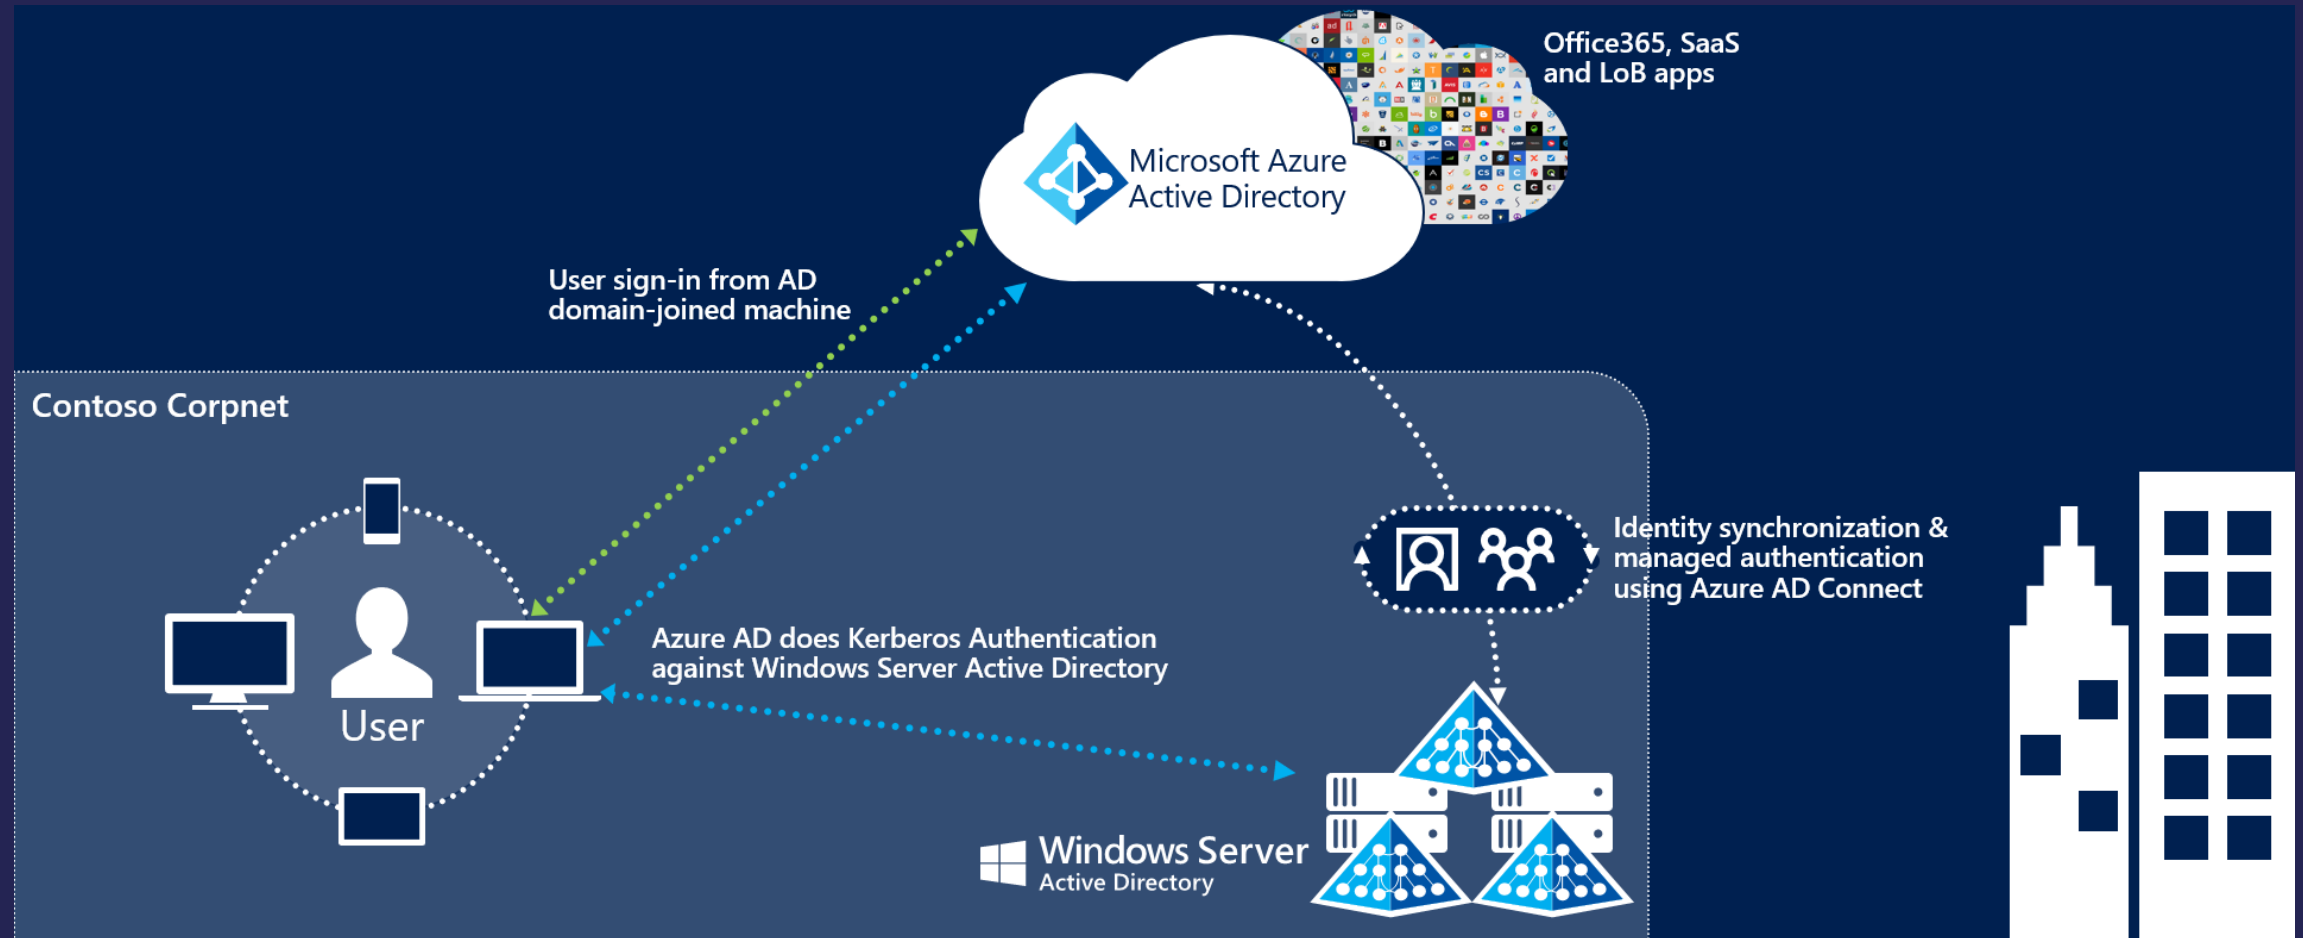 Office365, SaaS
and LoB apps
Microsoft Azure
Active Directory
User sign-in from AD
domain-joined machine
Contoso Corpnet
Identity synchronization &
managed authentication
using Azure AD Connect
Azure AD does Kerberos Authentication
against Windows Server Active Directory
User
Windows Server
Active Directory